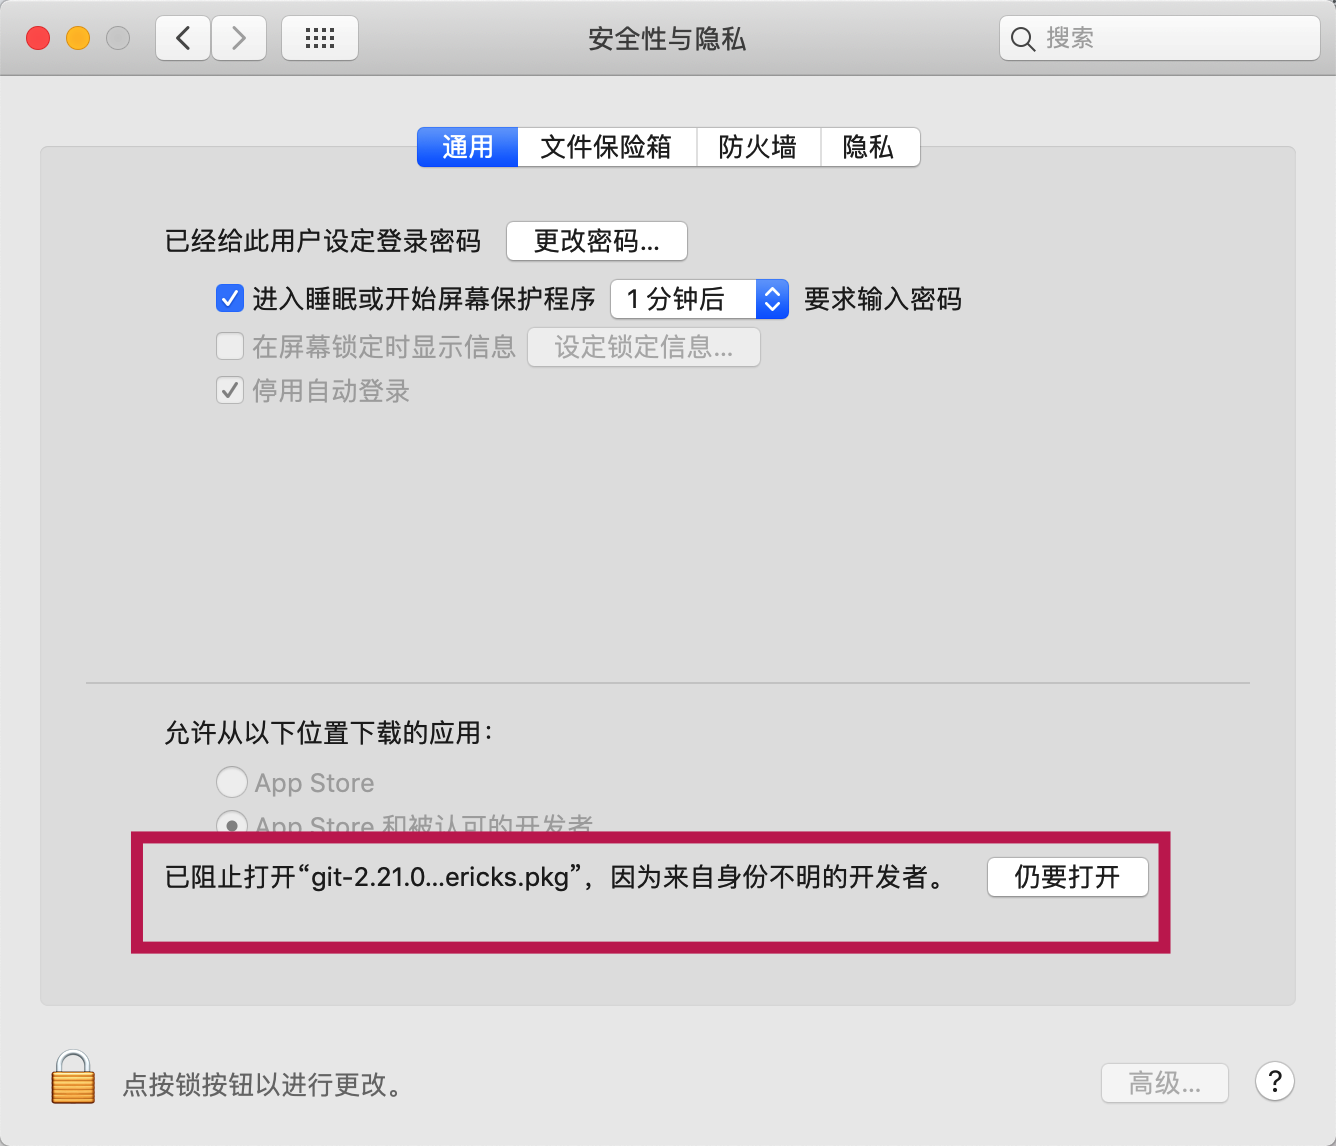 安全性与隐私
搜索
通用 文件保险箱 防火墙 隐私
已经给此用户设定登录密码 更改密码...
进入睡眠或开始屏幕保护程序 1 分钟后 要求输入密码
在屏幕锁定时显示信息 设定锁定信息...
停用自动登录
允许从以下位置下载的应用：
App Store
App Store 和被认可的开发者
已阻止打开“git-2.21.0...ericks.pkg”，因为来自身份不明的开发者。 仍要打开
点按锁按钮以进行更改。
高级... ?